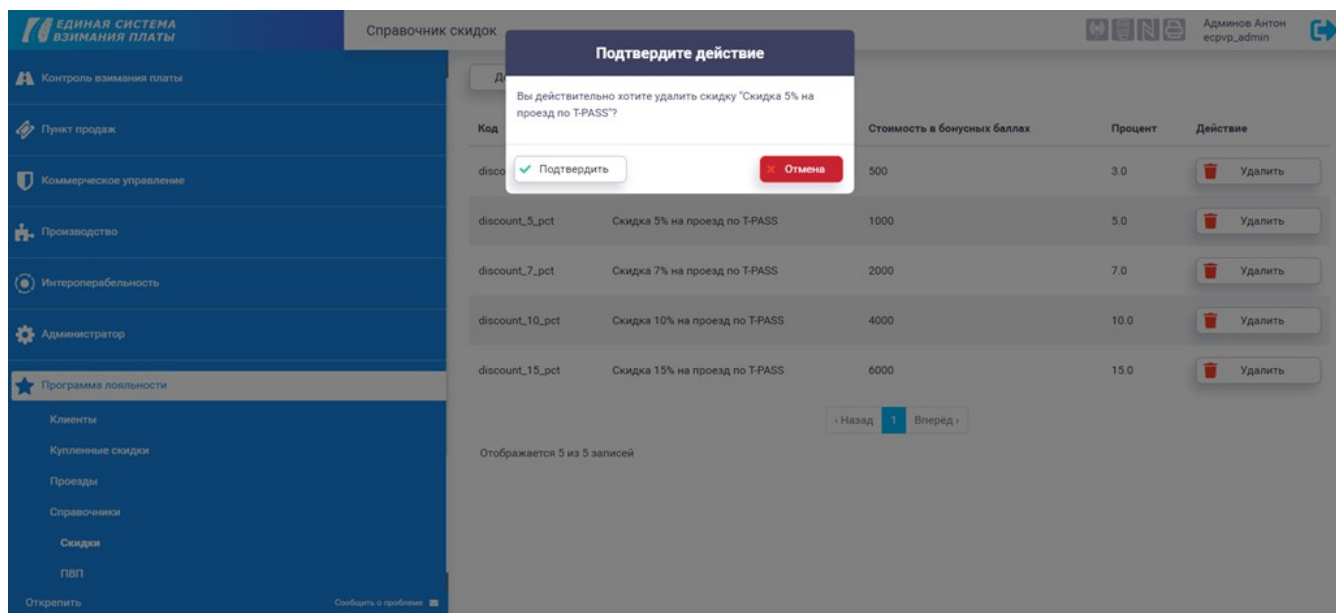 ЕДИНАЯ СИСТЕМА
ВЗИМАНИЯ ПЛАТЫ
Справочник скидок
Админов Антон
ecpvp_admin
Контроль взимания платы
Пункт продаж
Коммерческое управление
Производство
Интероперабельность
Администратор
Программа лояльности
Клиенты
Купленные скидки
Проезды
Справочники
Скидки
ПВП
Открепить
Сообщить о проблеме
Подтвердите действие
Вы действительно хотите удалить скидку "Скидка 5% на
проезд по T-PASS"?
Подтвердить
Отмена
Код Стоимость в бонусных баллах Процент Действие
disco 500 3.0 Удалить
discount_5_pct Скидка 5% на проезд по T-PASS 1000 5.0 Удалить
discount_7_pct Скидка 7% на проезд по T-PASS 2000 7.0 Удалить
discount_10_pct Скидка 10% на проезд по T-PASS 4000 10.0 Удалить
discount_15_pct Скидка 15% на проезд по T-PASS 6000 15.0 Удалить
‹ Назад 1 Вперёд ›
Отображается 5 из 5 записей